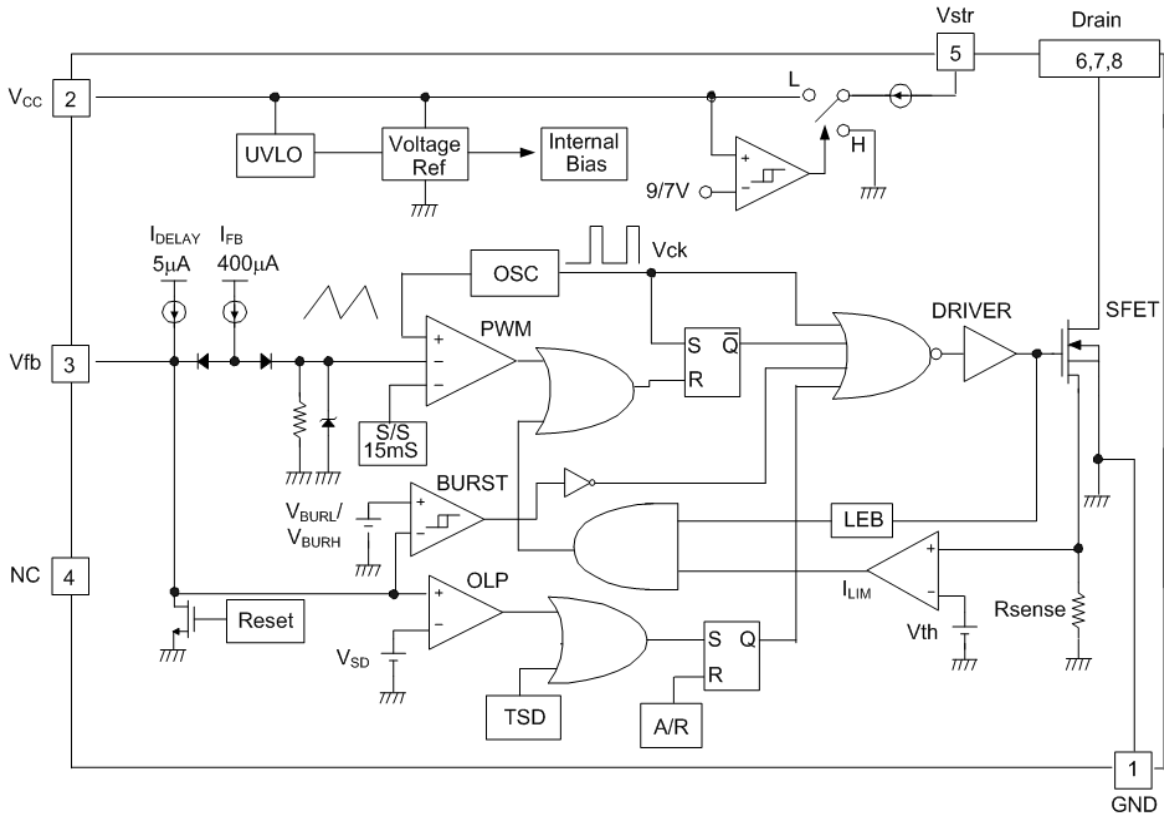 Vstr
Drain
5
6,7,8
VCC
2
L
H
UVLO
Voltage
Ref
Internal
Bias
+
−
9/7V
IDELAY
5μA
IFB
400μA
OSC
Vck
PWM
+
−
−
S Q̅
R
DRIVER
SFET
Vfb
3
S/S
15mS
BURST
+
−
VBURL/
VBURH
LEB
NC
4
OLP
+
−
ILIM
+
−
Vth
Rsense
Reset
VSD
TSD
S Q
R
A/R
1
GND